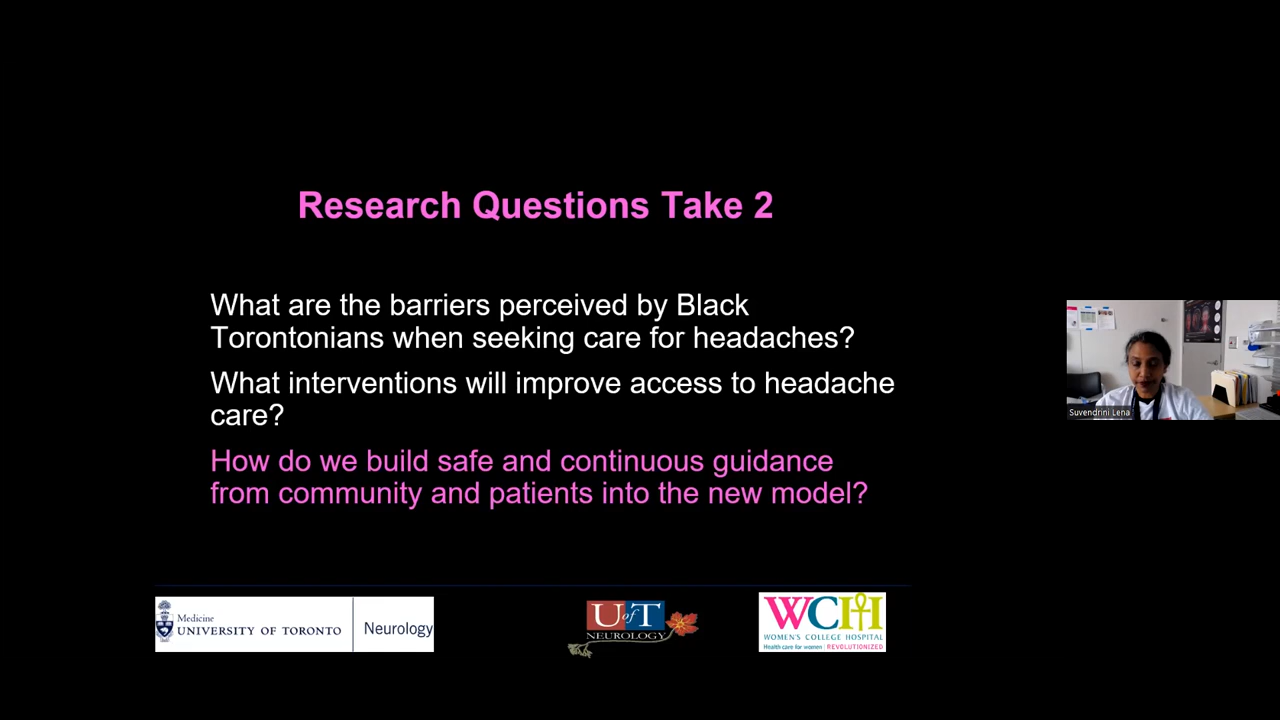 Research Questions Take 2
What are the barriers perceived by Black
Torontonians when seeking care for headaches?
What interventions will improve access to headache
care?
How do we build safe and continuous guidance
from community and patients into the new model?
Suvendrini Lena
Medicine
UNIVERSITY OF TORONTO
Neurology
UofT
NEUROLOGY
WCH
WOMEN'S COLLEGE HOSPITAL
Health care for women | REVOLUTIONIZED